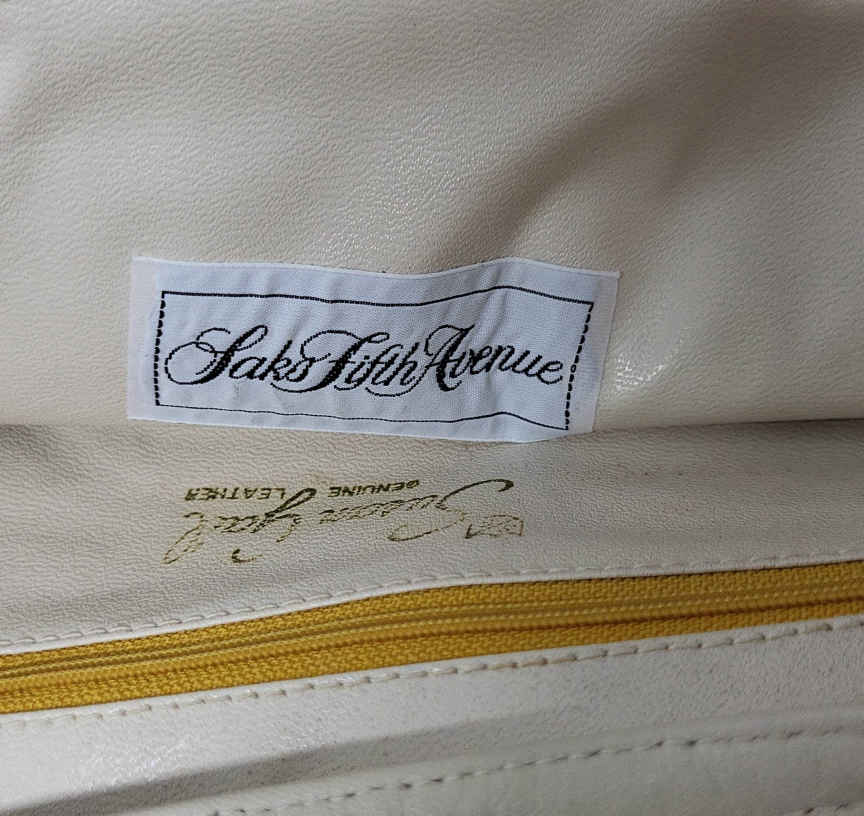 Saks Fifth Avenue
Susan Gail
GENUINE LEATHER